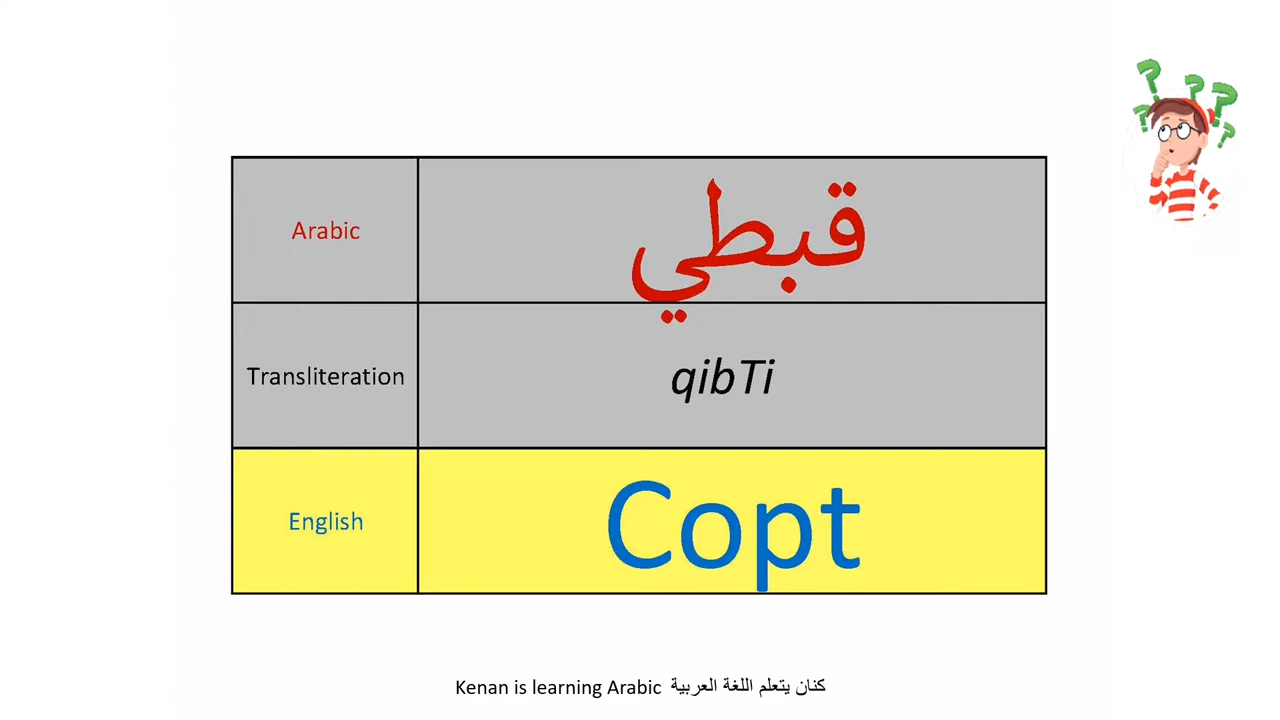 Arabic قبطي
Transliteration qibTi
English Copt
Kenan is learning Arabic كنان يتعلم اللغة العربية